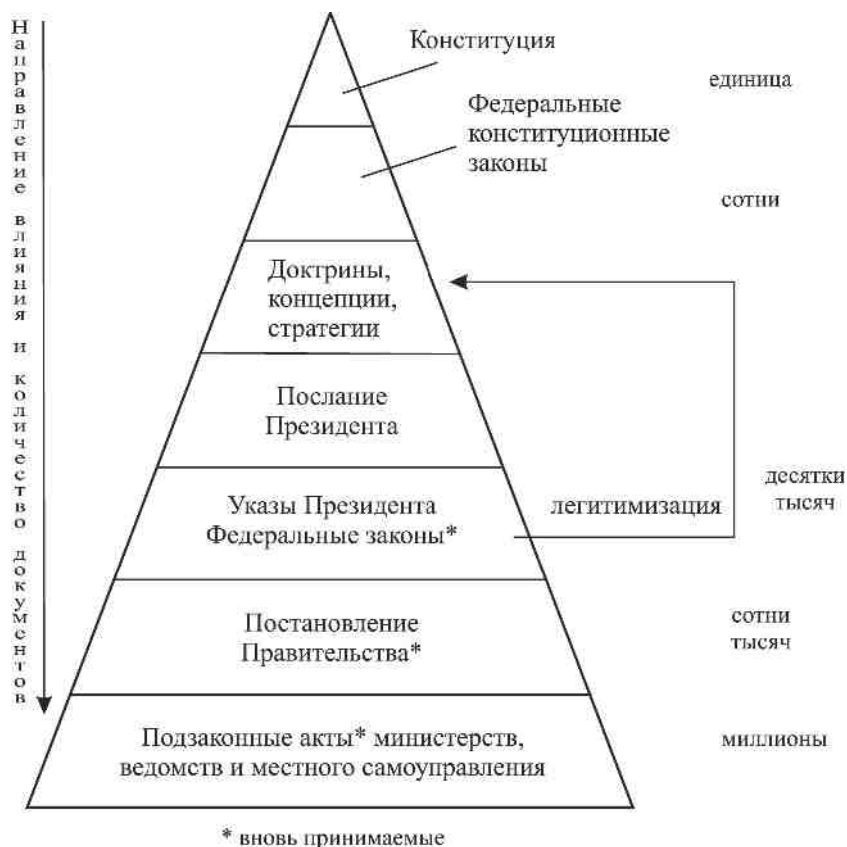 Направление влияния и количество документов
Конституция
единица
Федеральные
конституционные
законы
сотни
Доктрины,
концепции,
стратегии
Послание
Президента
Указы Президента
Федеральные законы*
легитимизация
десятки
тысяч
Постановление
Правительства*
сотни
тысяч
Подзаконные акты* министерств,
ведомств и местного самоуправления
миллионы
* вновь принимаемые